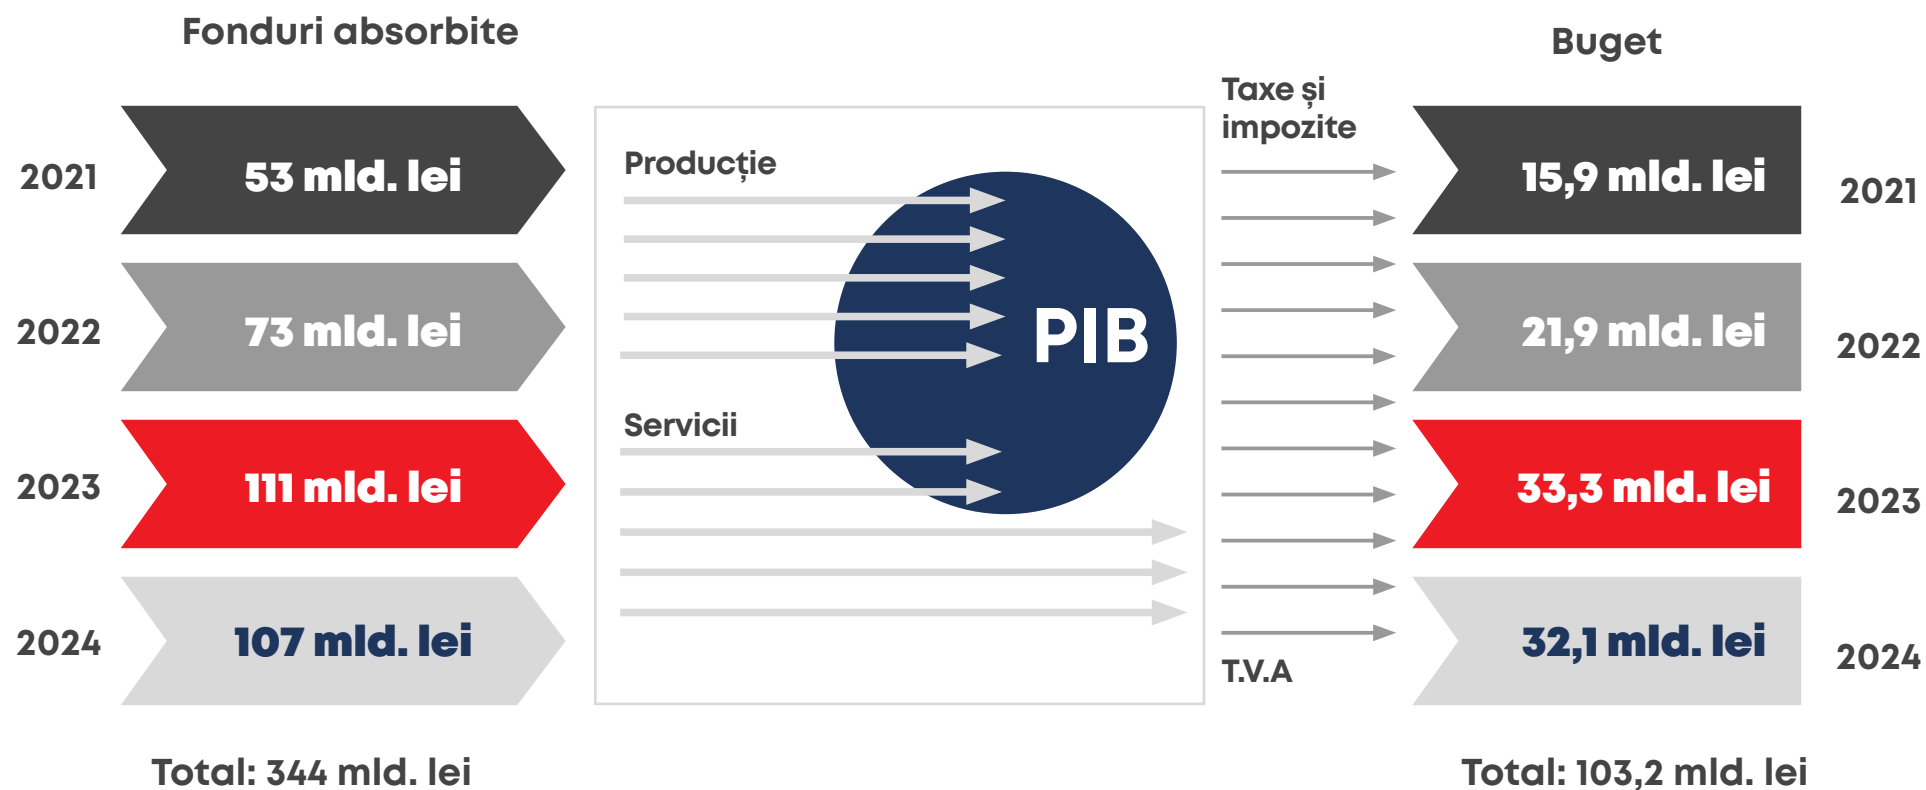 Fonduri absorbite
2021
53 mld. lei
2022
73 mld. lei
2023
111 mld. lei
2024
107 mld. lei
Total: 344 mld. lei
Producție
PIB
Servicii
Taxe și
impozite
T.V.A
Buget
15,9 mld. lei
2021
21,9 mld. lei
2022
33,3 mld. lei
2023
32,1 mld. lei
2024
Total: 103,2 mld. lei